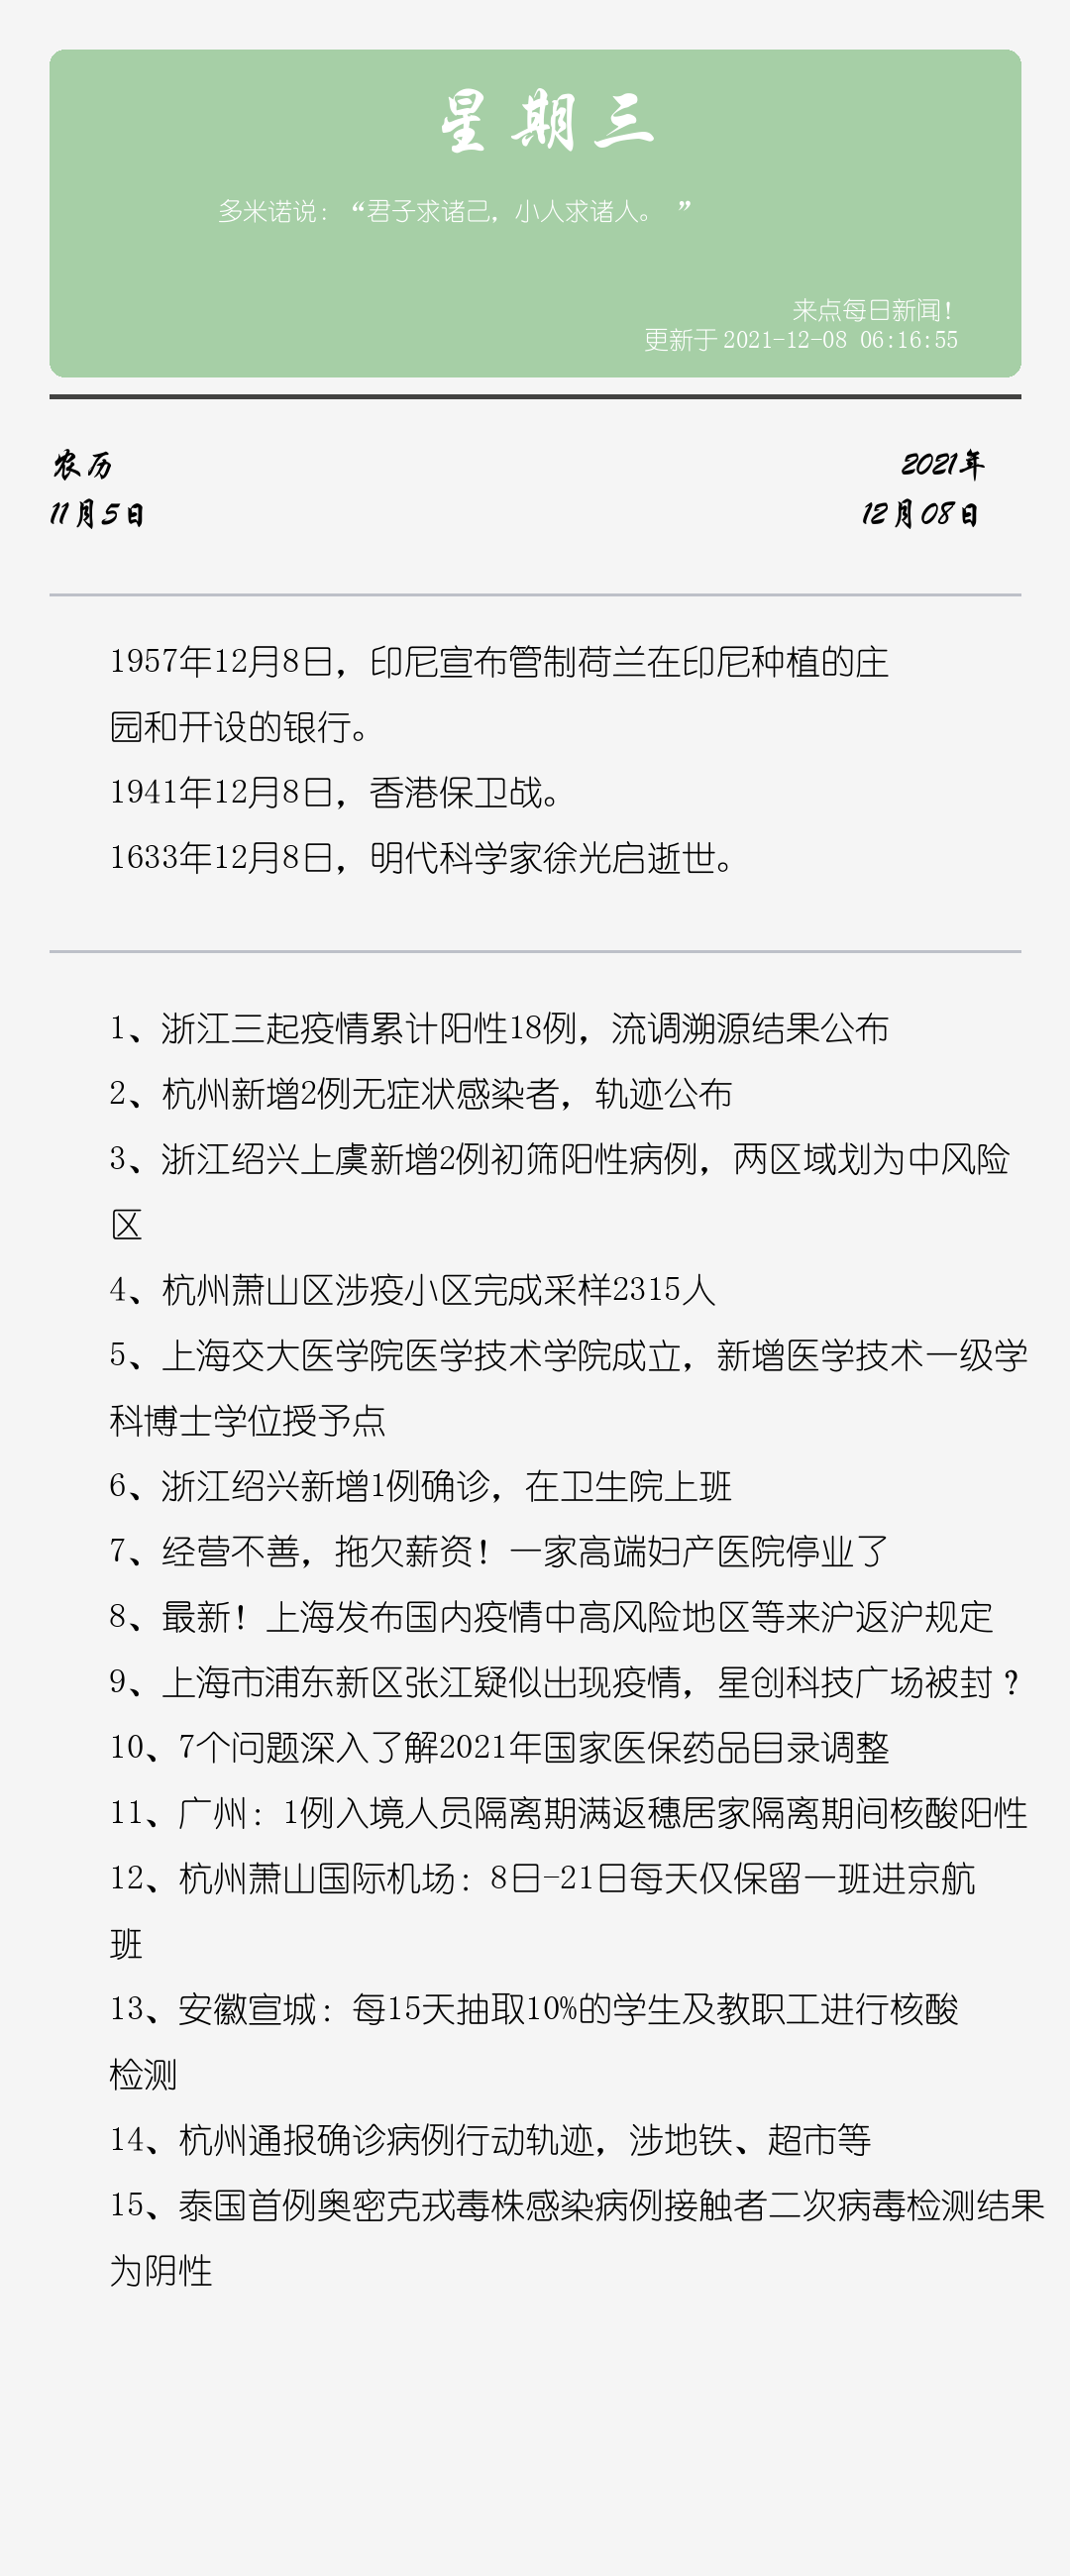 星期三
多米诺说：“君子求诸己，小人求诸人。 ”
来点每日新闻！
更新于 2021-12-08 06:16:55
农历
2021年
11月5日
12月08日
1957年12月8日，印尼宣布管制荷兰在印尼种植的庄
园和开设的银行。
1941年12月8日，香港保卫战。
1633年12月8日，明代科学家徐光启逝世。
1、浙江三起疫情累计阳性18例，流调溯源结果公布
2、杭州新增2例无症状感染者，轨迹公布
3、浙江绍兴上虞新增2例初筛阳性病例，两区域划为中风险
区
4、杭州萧山区涉疫小区完成采样2315人
5、上海交大医学院医学技术学院成立，新增医学技术一级学
科博士学位授予点
6、浙江绍兴新增1例确诊，在卫生院上班
7、经营不善，拖欠薪资！一家高端妇产医院停业了
8、最新！上海发布国内疫情中高风险地区等来沪返沪规定
9、上海市浦东新区张江疑似出现疫情，星创科技广场被封？
10、7个问题深入了解2021年国家医保药品目录调整
11、广州：1例入境人员隔离期满返穗居家隔离期间核酸阳性
12、杭州萧山国际机场：8日-21日每天仅保留一班进京航
班
13、安徽宣城：每15天抽取10%的学生及教职工进行核酸
检测
14、杭州通报确诊病例行动轨迹，涉地铁、超市等
15、泰国首例奥密克戎毒株感染病例接触者二次病毒检测结果
为阴性